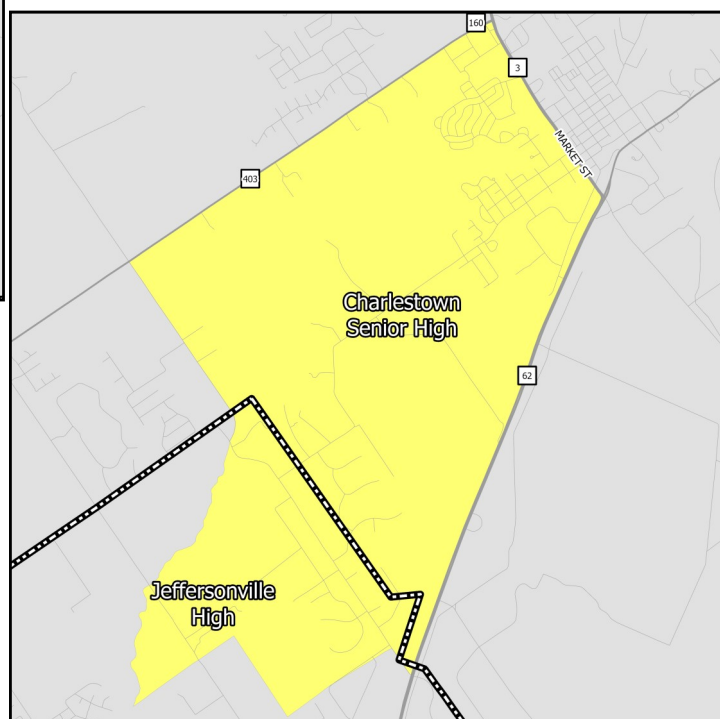 160
3
MARKET ST
403
Charlestown
Senior High
62
Jeffersonville
High